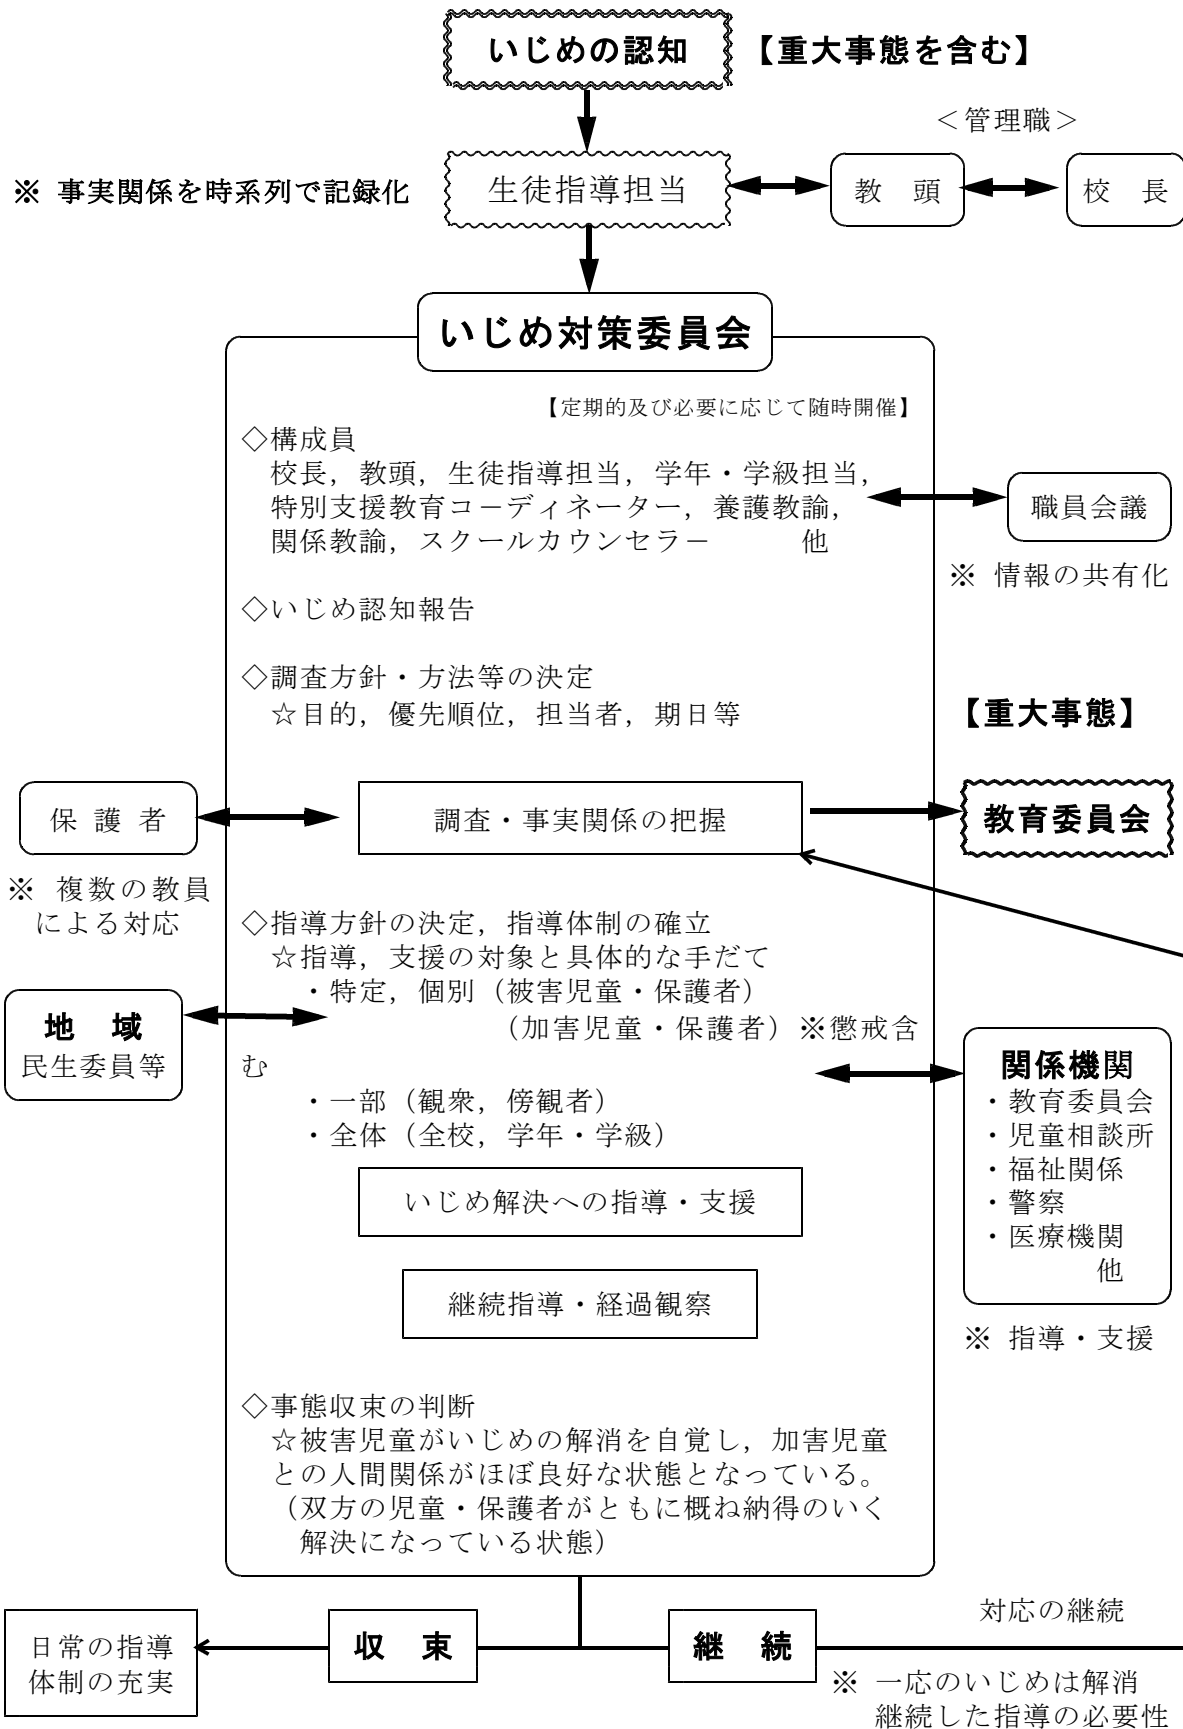 いじめの認知 【重大事態を含む】
＜管理職＞
※ 事実関係を時系列で記録化
生徒指導担当
教　頭
校　長
いじめ対策委員会
【定期的及び必要に応じて随時開催】
◇構成員
校長，教頭，生徒指導担当，学年・学級担当，
特別支援教育コ－ディネーター，養護教諭，
関係教諭，スクールカウンセラ－　　　他
職員会議
※ 情報の共有化
◇いじめ認知報告
◇調査方針・方法等の決定
☆目的，優先順位，担当者，期日等
【重大事態】
保 護 者
調査・事実関係の把握
教育委員会
※ 複数の教員
による対応
◇指導方針の決定，指導体制の確立
☆指導，支援の対象と具体的な手だて
・特定，個別（被害児童・保護者）
（加害児童・保護者）※懲戒含
む
・一部（観衆，傍観者）
・全体（全校，学年・学級）
地　域
民生委員等
関係機関
・教育委員会
・児童相談所
・福祉関係
・警察
・医療機関
他
※ 指導・支援
いじめ解決への指導・支援
継続指導・経過観察
◇事態収束の判断
☆被害児童がいじめの解消を自覚し，加害児童
との人間関係がほぼ良好な状態となっている。
（双方の児童・保護者がともに概ね納得のいく
解決になっている状態）
日常の指導
体制の充実
収　束
継　続
対応の継続
※ 一応のいじめは解消
継続した指導の必要性